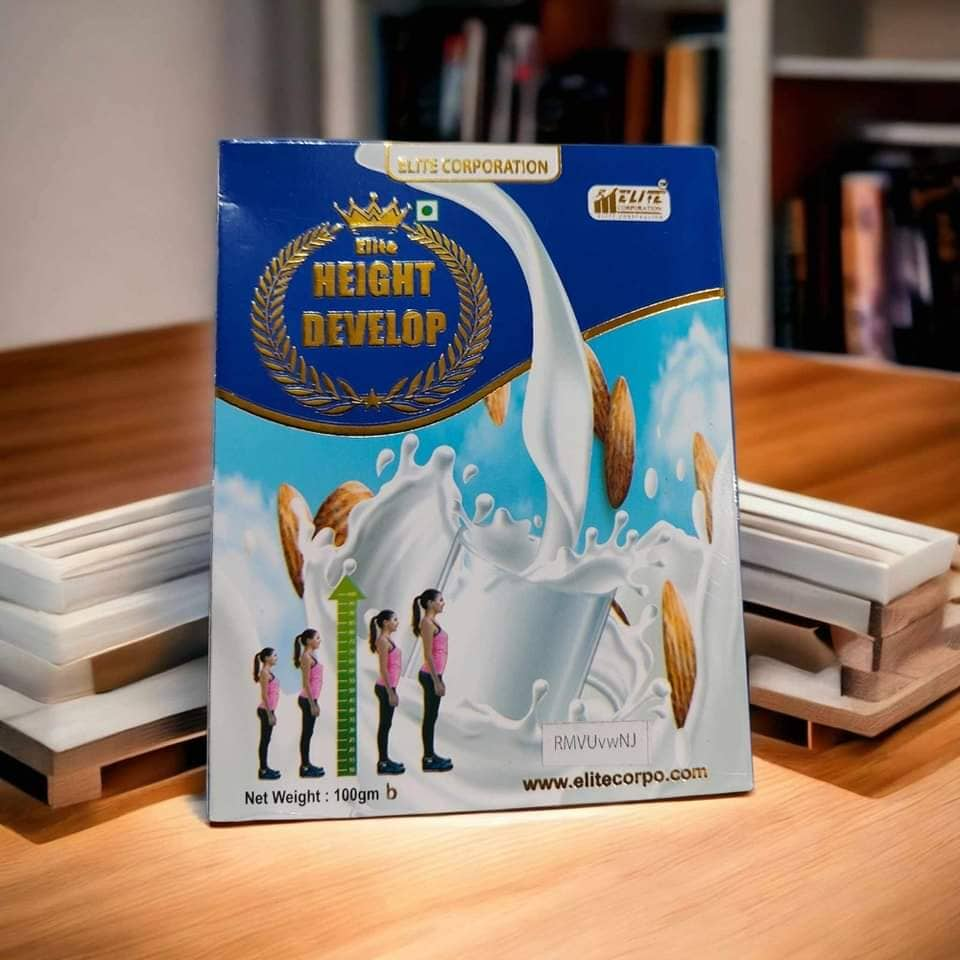 ELITE CORPORATION
ELITE
CORPORATION
Elite
HEIGHT
DEVELOP
RMVUvwNJ
www.elitecorpo.com
Net Weight : 100gm b